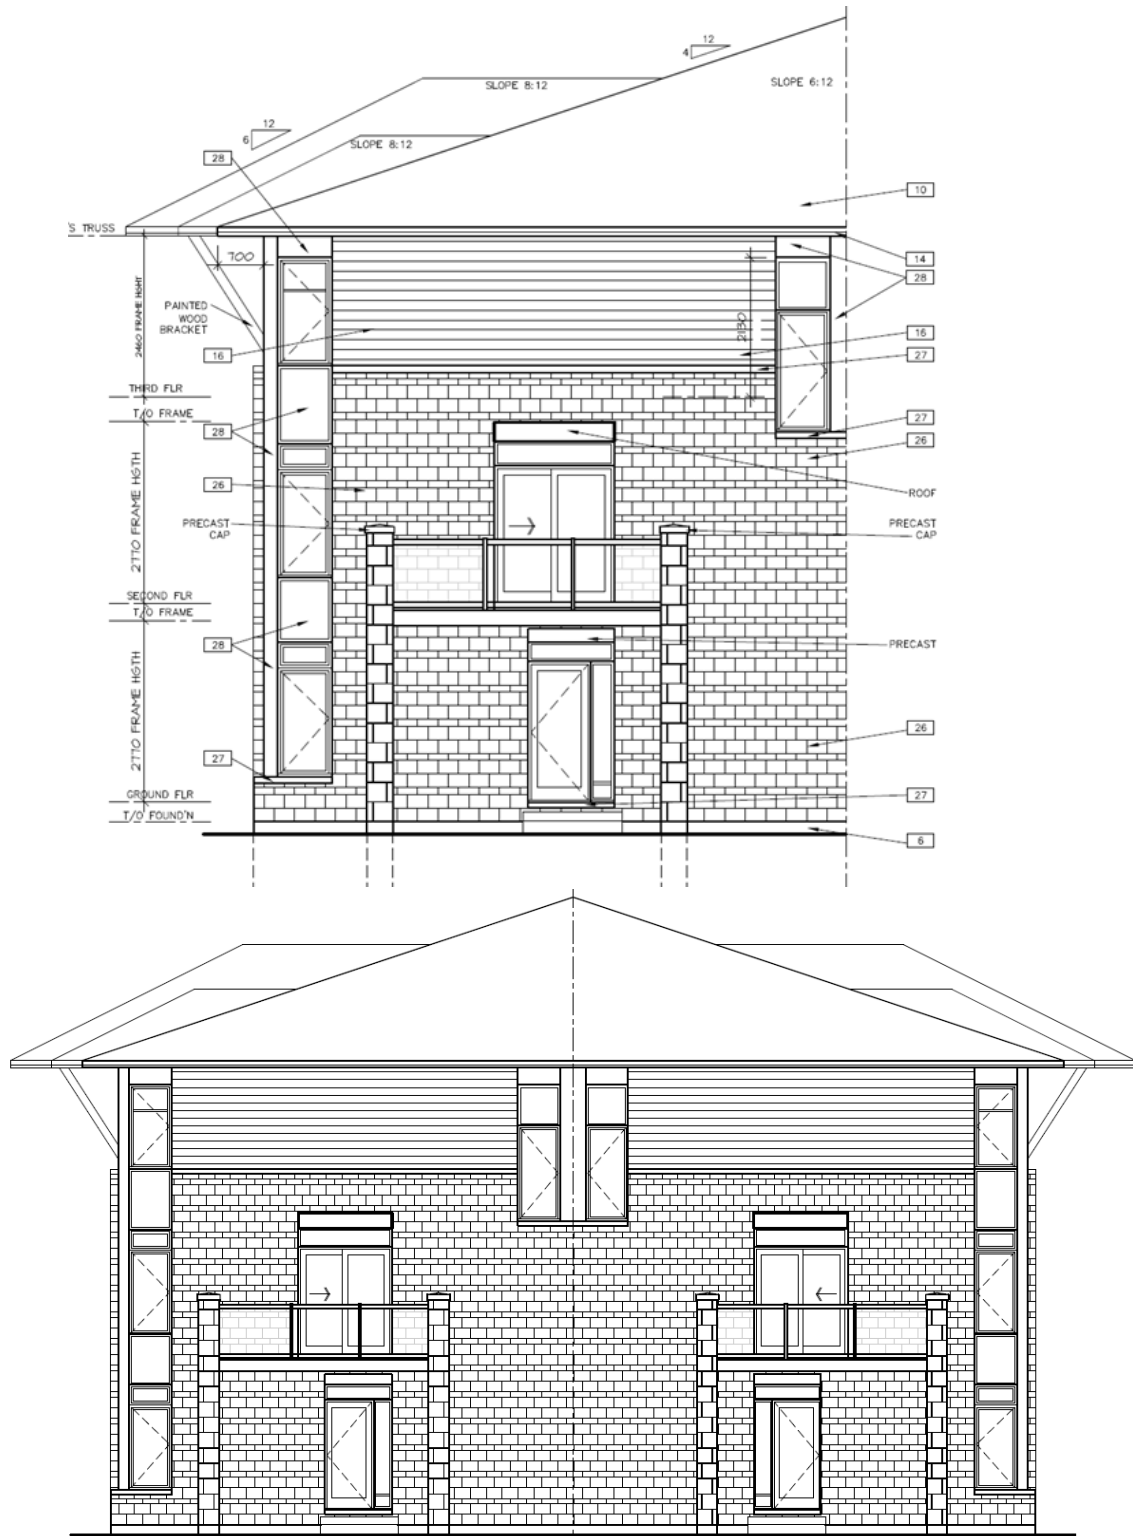 12
4
SLOPE 8:12
SLOPE 6:12
12
6
SLOPE 8:12
28
10
'S TRUSS
14
700
28
2460 FRAME HGHT
PAINTED
WOOD
BRACKET
2130
16
16
27
THIRD FLR
T/O FRAME
27
28
26
2770 FRAME HGTH
26
ROOF
PRECAST
CAP
PRECAST
CAP
SECOND FLR
T/O FRAME
28
PRECAST
2770 FRAME HGTH
26
27
GROUND FLR
27
T/O FOUND'N
6